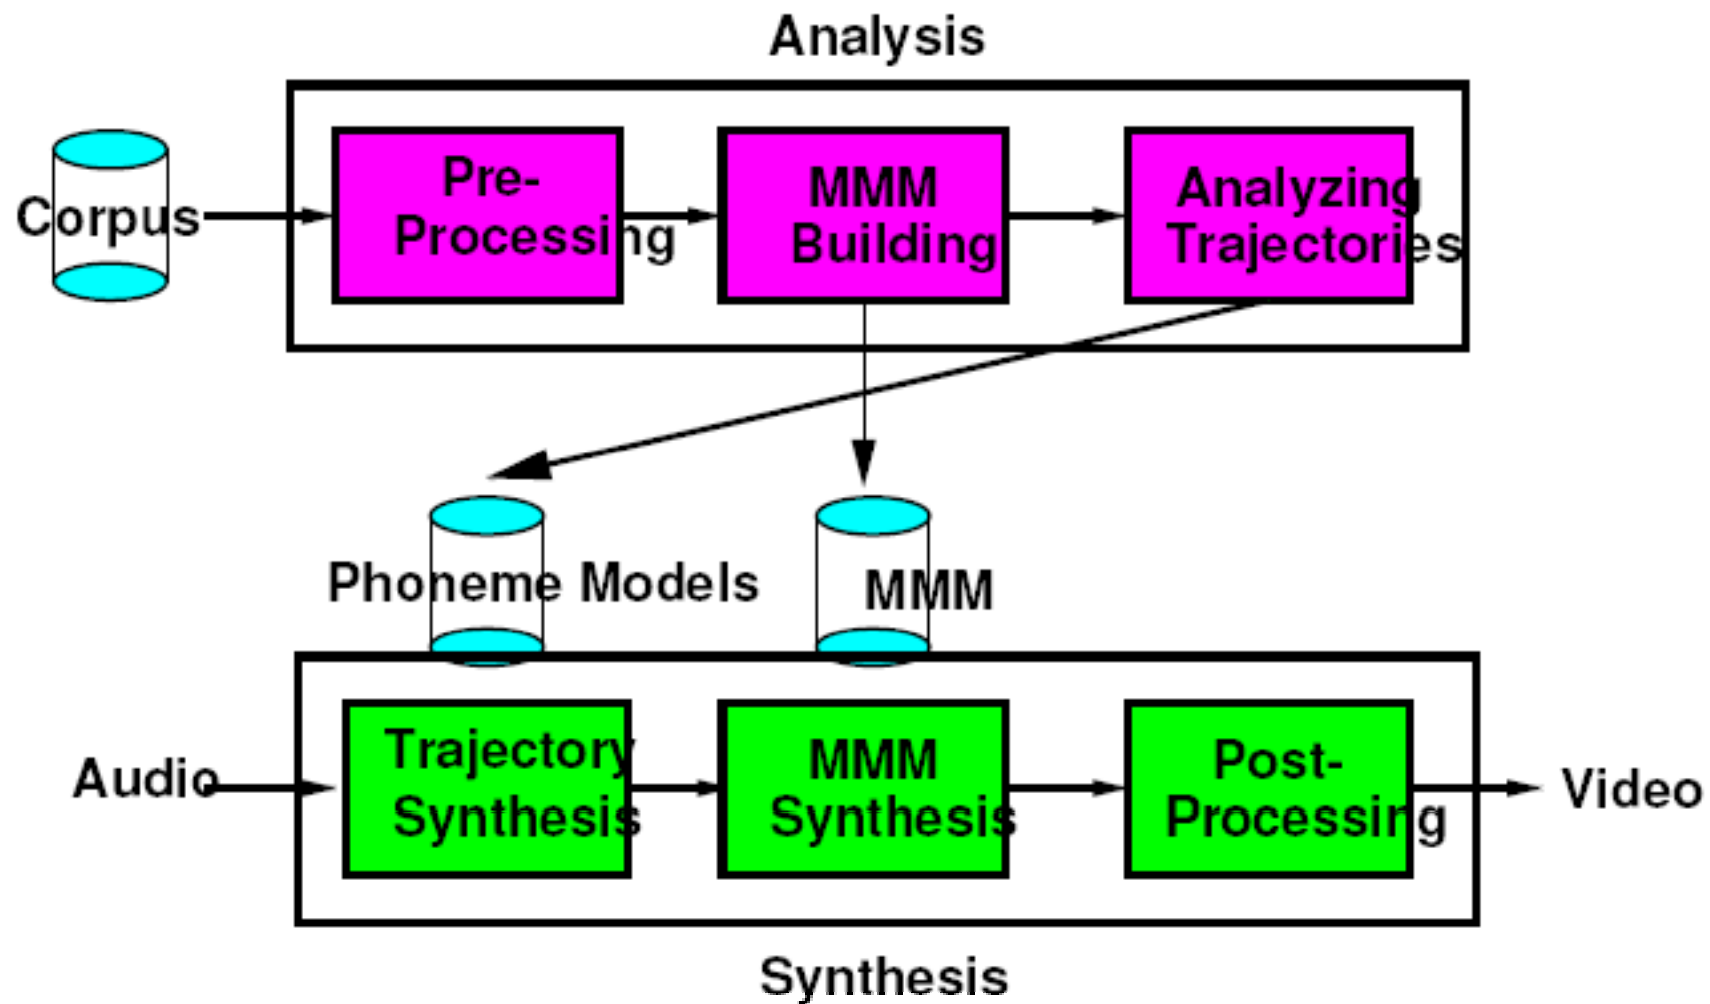 Analysis
Corpus
Pre-
Processing
MMM
Building
Analyzing
Trajectories
Phoneme Models
MMM
Audio
Trajectory
Synthesis
MMM
Synthesis
Post-
Processing
Video
Synthesis